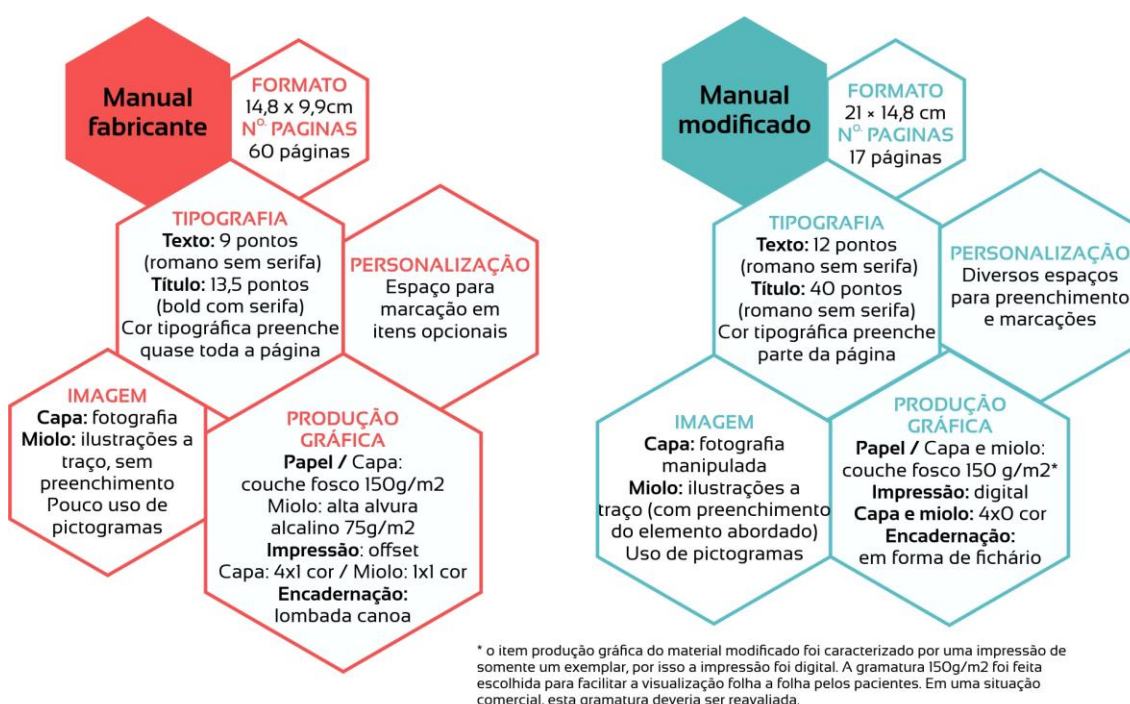 Manual
fabricante
FORMATO
14,8 x 9,9cm
Nº. PAGINAS
60 páginas
TIPOGRAFIA
Texto: 9 pontos
(romano sem serifa)
Título: 13,5 pontos
(bold com serifa)
Cor tipográfica preenche
quase toda a página
PERSONALIZAÇÃO
Espaço para
marcação em
itens opcionais
IMAGEM
Capa: fotografia
Miolo: ilustrações a
traço, sem
preenchimento
Pouco uso de
pictogramas
PRODUÇÃO
GRÁFICA
Papel / Capa:
couche fosco 150g/m2
Miolo: alta alvura
alcalino 75g/m2
Impressão: offset
Capa: 4x1 cor / Miolo: 1x1 cor
Encadernação:
lombada canoa
Manual
modificado
FORMATO
21 × 14,8 cm
Nº. PAGINAS
17 páginas
TIPOGRAFIA
Texto: 12 pontos
(romano sem serifa)
Título: 40 pontos
(romano sem serifa)
Cor tipográfica preenche
parte da página
PERSONALIZAÇÃO
Diversos espaços
para preenchimento
e marcações
IMAGEM
Capa: fotografia
manipulada
Miolo: ilustrações a
traço (com preenchimento
do elemento abordado)
Uso de pictogramas
PRODUÇÃO
GRÁFICA
Papel / Capa e miolo:
couche fosco 150 g/m2*
Impressão: digital
Capa e miolo: 4x0 cor
Encadernação:
em forma de fichário
* o item produção gráfica do material modificado foi caracterizado por uma impressão de
somente um exemplar, por isso a impressão foi digital. A gramatura 150g/m2 foi feita
escolhida para facilitar a visualização folha a folha pelos pacientes. Em uma situação
comercial, esta gramatura deveria ser reavaliada.